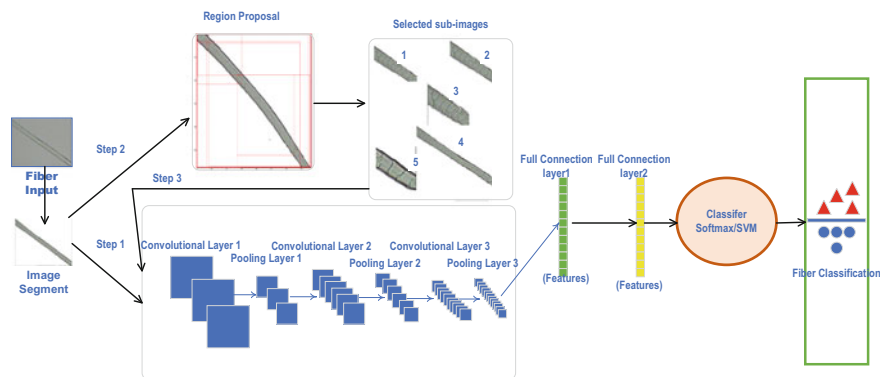 Region Proposal
Selected sub-images
1
2
3
4
5
Fiber
Input
Step 2
Step 3
Image
Segment
Step 1
Convolutional Layer 1
Pooling Layer 1
Convolutional Layer 2
Pooling Layer 2
Convolutional Layer 3
Pooling Layer 3
Full Connection
layer1
(Features)
Full Connection
layer2
(Features)
Classifer
Softmax/SVM
Fiber Classification